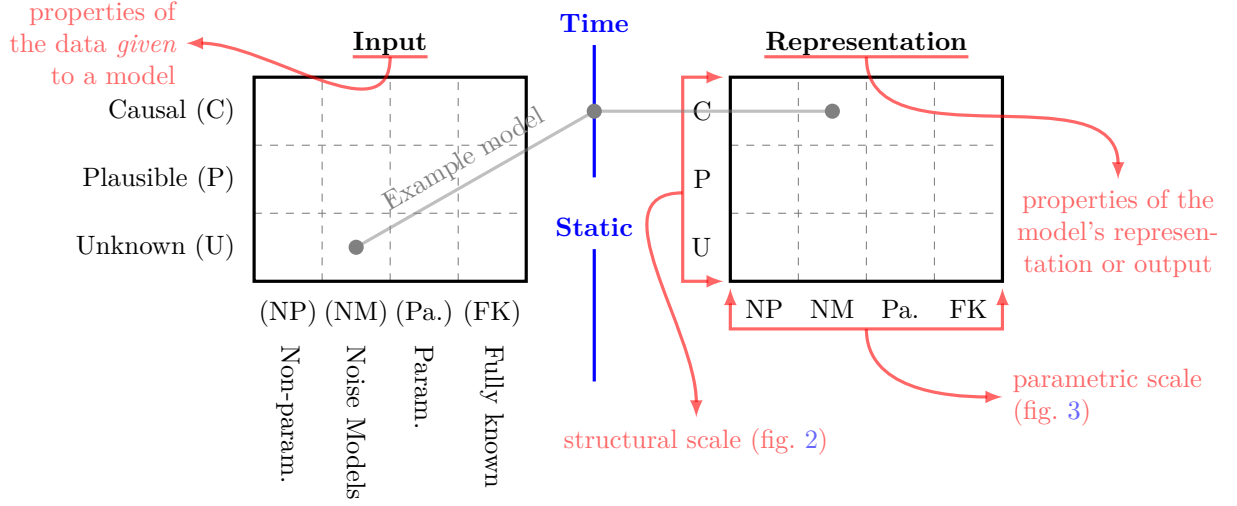 properties
of the data given
to a model
Input
Time
Representation
Causal (C)
Plausible (P)
Unknown (U)
Example model
Static
C
P
U
properties of the
model's represen-
tation or output
(NP) (NM) (Pa.) (FK)
Non-param.
Noise Models
Param.
Fully known
NP NM Pa. FK
parametric scale
(fig. 3)
structural scale (fig. 2)